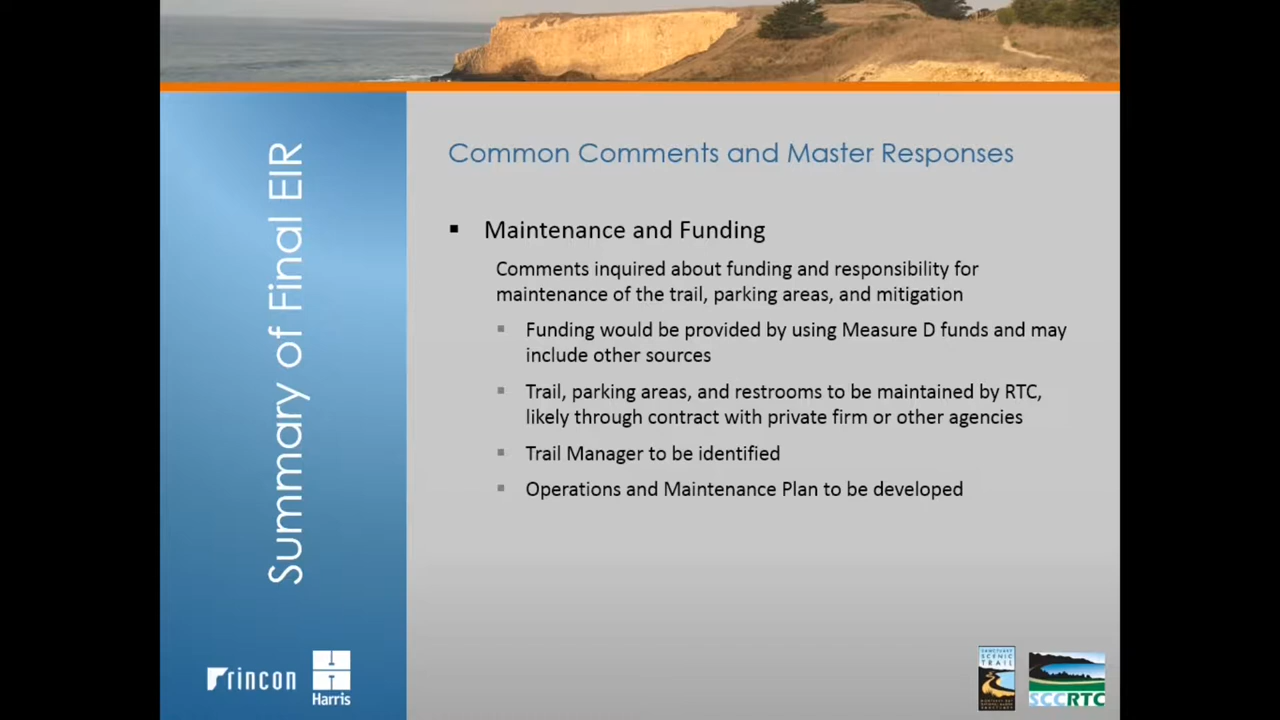 Summary of Final EIR
Common Comments and Master Responses
▪ Maintenance and Funding
Comments inquired about funding and responsibility for
maintenance of the trail, parking areas, and mitigation
▪ Funding would be provided by using Measure D funds and may
include other sources
▪ Trail, parking areas, and restrooms to be maintained by RTC,
likely through contract with private firm or other agencies
▪ Trail Manager to be identified
▪ Operations and Maintenance Plan to be developed
rincon
Harris
SANCTUARY
SCENIC
TRAIL
SCCRTC